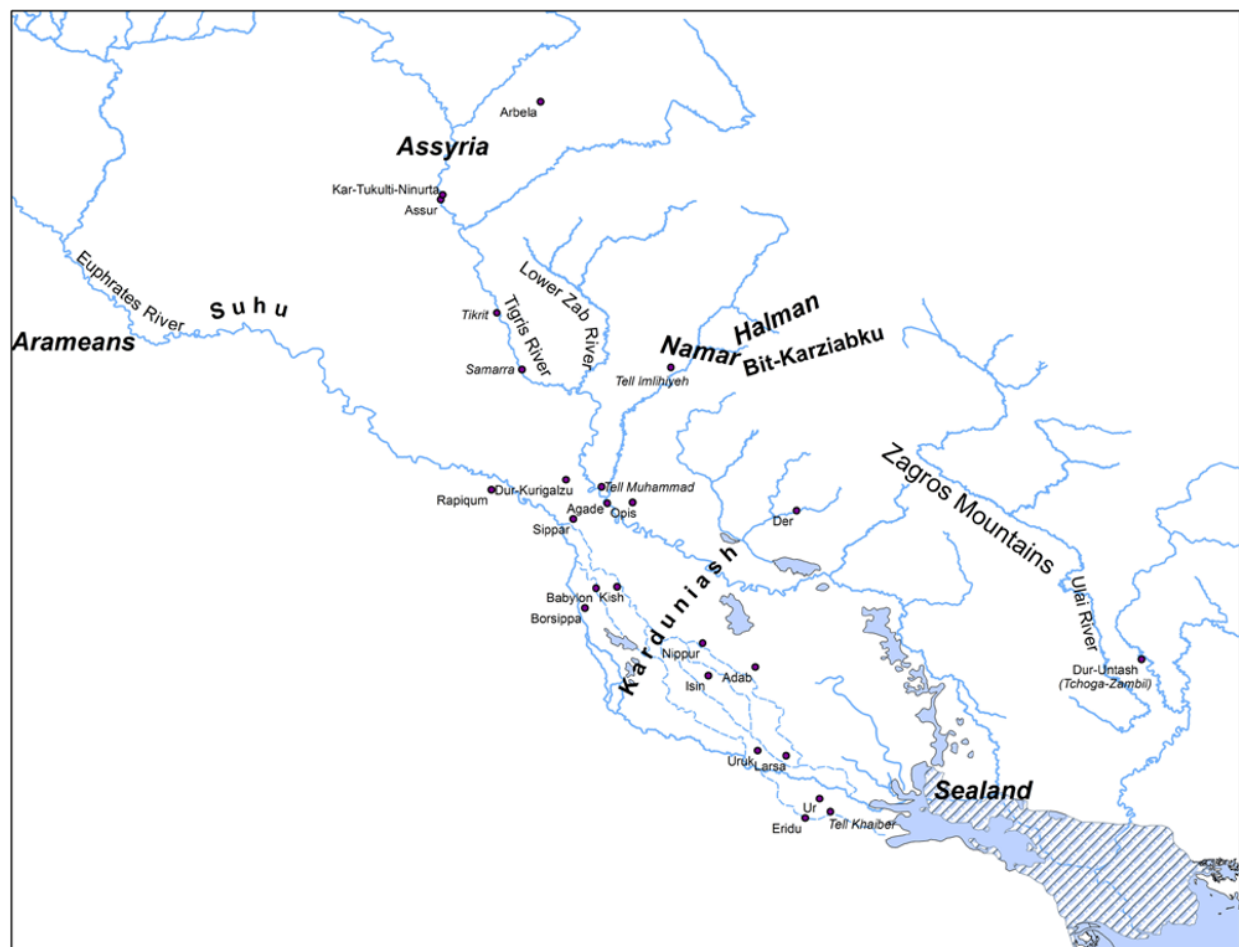 Arbela
Assyria
Kar-Tukulti-Ninurta
Assur
Euphrates River
Suhu
Lower Zab River
Tigris River
Tikrit
Arameans
Halman
Namar
Bit-Karziabku
Samarra
Tell Imlihiyeh
Zagros Mountains
Rapiqum
Dur-Kurigalzu
Tell Muhammad
Agade
Opis
Sippar
Der
Karduniash
Babylon
Kish
Borsippa
Ulai River
Nippur
Isin
Adab
Dur-Untash
(Tchoga-Zambil)
Uruk
Larsa
Sealand
Ur
Eridu
Tell Khaiber